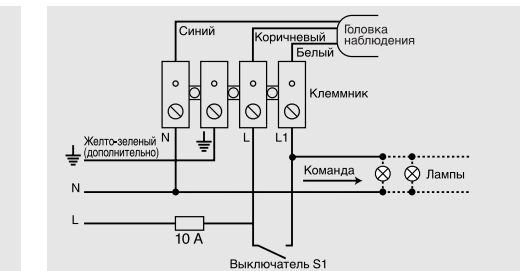 Синий
Коричневый
Головка
наблюдения
Белый
Клеммник
N
L
L1
Желто-зеленый
(дополнительно)
Команда
Лампы
N
L
10 А
Выключатель S1